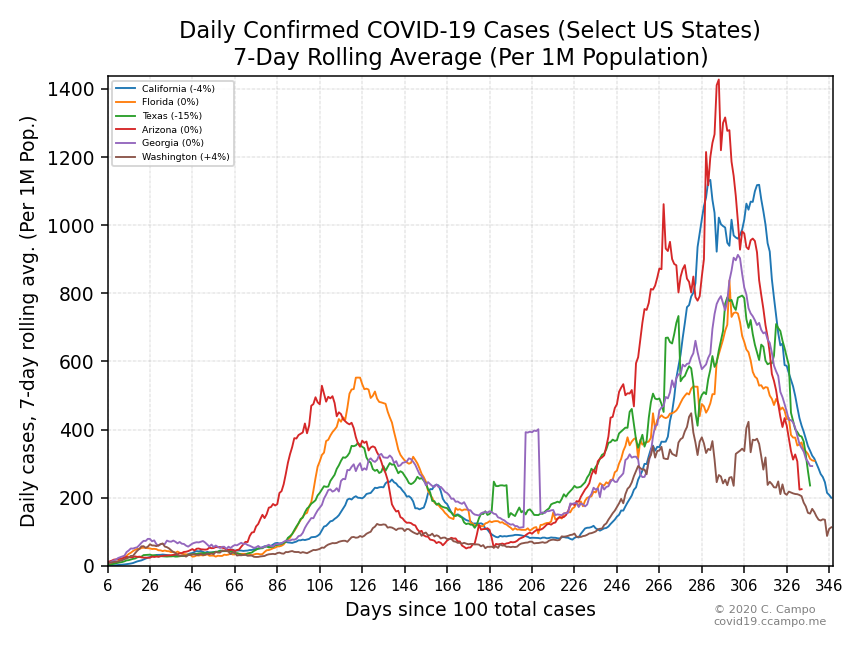 Daily Confirmed COVID-19 Cases (Select US States)
7-Day Rolling Average (Per 1M Population)
Daily cases, 7-day rolling avg. (Per 1M Pop.)
1400
1200
1000
800
600
400
200
0
California (-4%)
Florida (0%)
Texas (-15%)
Arizona (0%)
Georgia (0%)
Washington (+4%)
6 26 46 66 86 106 126 146 166 186 206 226 246 266 286 306 326 346
Days since 100 total cases
© 2020 C. Campo
covid19.ccampo.me